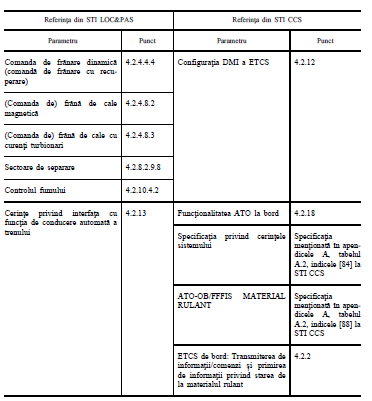 Referința din STI LOC&PAS
Referința din STI CCS
Parametru
Punct
Parametru
Punct
Comanda de frânare dinamică
(comandă de frânare cu recu-
perare)
4.2.4.4.4
Configurația DMI a ETCS
4.2.12
(Comanda de) frână de cale
magnetică
4.2.4.8.2
(Comanda de) frână de cale cu
curenți turbionari
4.2.4.8.3
Sectoare de separare
4.2.8.2.9.8
Controlul fumului
4.2.10.4.2
Cerințe privind interfața cu
funcția de conducere automată a
trenului
4.2.13
Funcționalitatea ATO la bord
4.2.18
Specificația privind cerințele
sistemului
Specificația
menționată în apen-
dicele A, tabelul
A.2, indicele [84] la
STI CCS
ATO-OB/FFFIS MATERIAL
RULANT
Specificația
menționată în apen-
dicele A, tabelul
A.2, indicele [88] la
STI CCS
ETCS de bord: Transmiterea de
informații/comenzi și primirea
de informații privind starea de
la materialul rulant
4.2.2